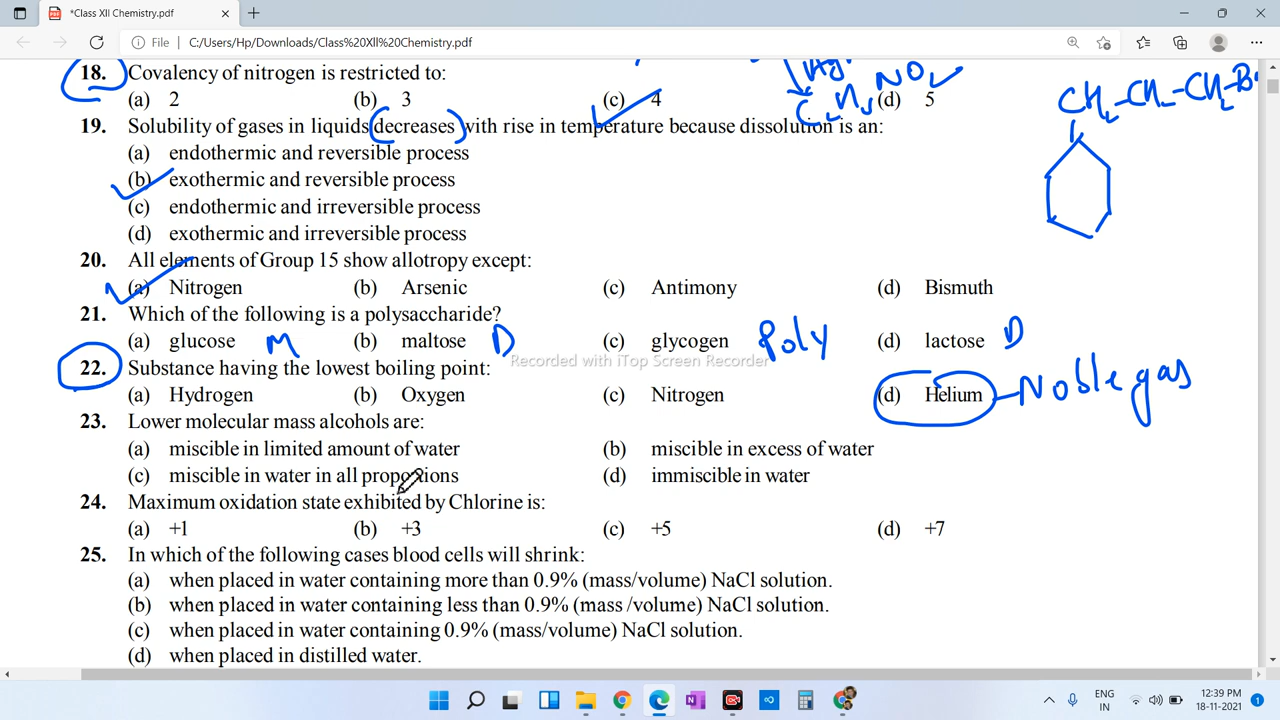 *Class XII Chemistry.pdf
File C:/Users/Hp/Downloads/Class%20XII%20Chemistry.pdf
18. Covalency of nitrogen is restricted to:
(a) 2 (b) 3 (c) 4 (d) 5
Ag NO2
C2H5
CH2-CH2-CH2-Br
19. Solubility of gases in liquids decreases with rise in temperature because dissolution is an:
(a) endothermic and reversible process
(b) exothermic and reversible process
(c) endothermic and irreversible process
(d) exothermic and irreversible process
20. All elements of Group 15 show allotropy except:
(a) Nitrogen (b) Arsenic (c) Antimony (d) Bismuth
21. Which of the following is a polysaccharide?
(a) glucose M (b) maltose D (c) glycogen Poly (d) lactose D
Recorded with iTop Screen Recorder
22. Substance having the lowest boiling point:
(a) Hydrogen (b) Oxygen (c) Nitrogen (d) Helium - Noble gas
23. Lower molecular mass alcohols are:
(a) miscible in limited amount of water (b) miscible in excess of water
(c) miscible in water in all proportions (d) immiscible in water
24. Maximum oxidation state exhibited by Chlorine is:
(a) +1 (b) +3 (c) +5 (d) +7
25. In which of the following cases blood cells will shrink:
(a) when placed in water containing more than 0.9% (mass/volume) NaCl solution.
(b) when placed in water containing less than 0.9% (mass /volume) NaCl solution.
(c) when placed in water containing 0.9% (mass/volume) NaCl solution.
(d) when placed in distilled water.
ENG
IN
12:39 PM
18-11-2021
1